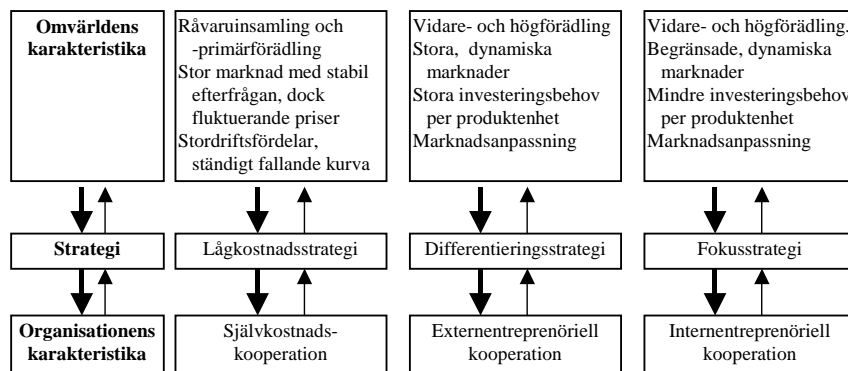 Omvärldens
karakteristika
Råvaruinsamling och
-primärförädling
Stor marknad med stabil
efterfrågan, dock
fluktuerande priser
Stordriftsfördelar,
ständigt fallande kurva
Vidare- och högförädling
Stora, dynamiska
marknader
Stora investeringsbehov
per produktenhet
Marknadsanpassning
Vidare- och högförädling.
Begränsade, dynamiska
marknader
Mindre investeringsbehov
per produktenhet
Marknadsanpassning
Strategi
Lågkostnadsstrategi
Differentieringsstrategi
Fokusstrategi
Organisationens
karakteristika
Självkostnads-
kooperation
Externentreprenöriell
kooperation
Internentreprenöriell
kooperation